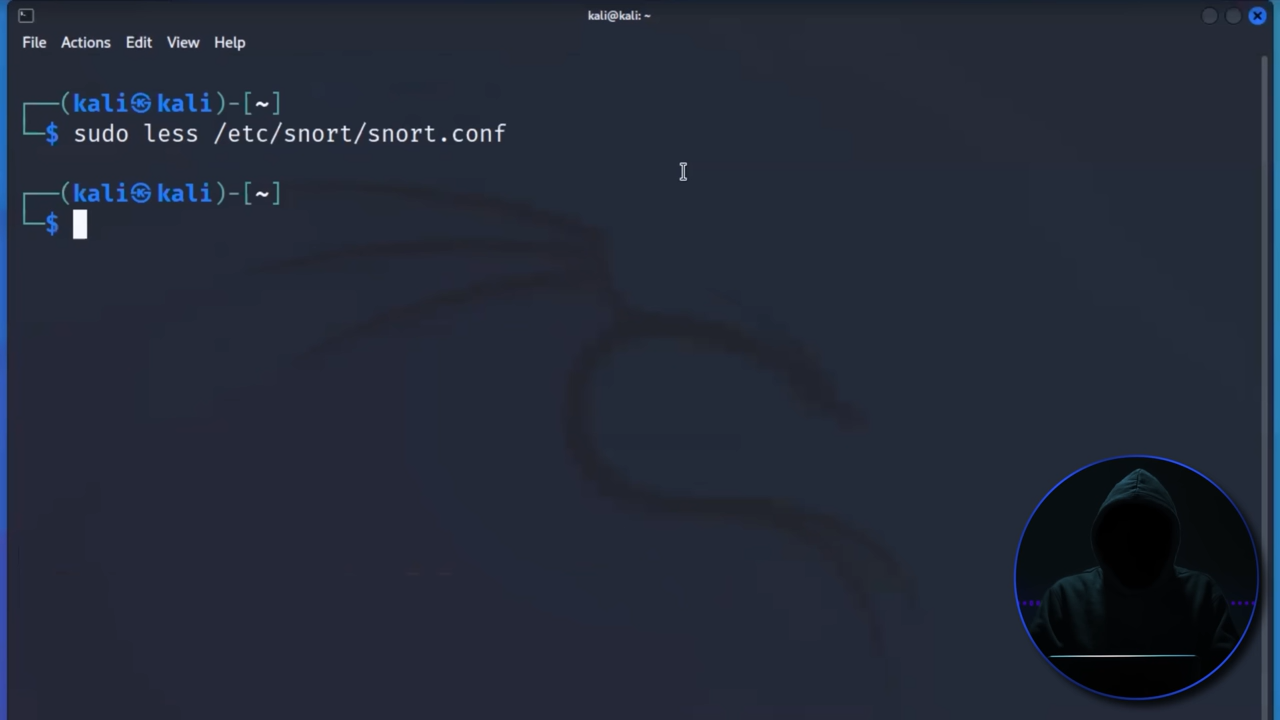 kali@kali: ~
File Actions Edit View Help
┌──(kali㉿kali)-[~]
└─$ sudo less /etc/snort/snort.conf
┌──(kali㉿kali)-[~]
└─$